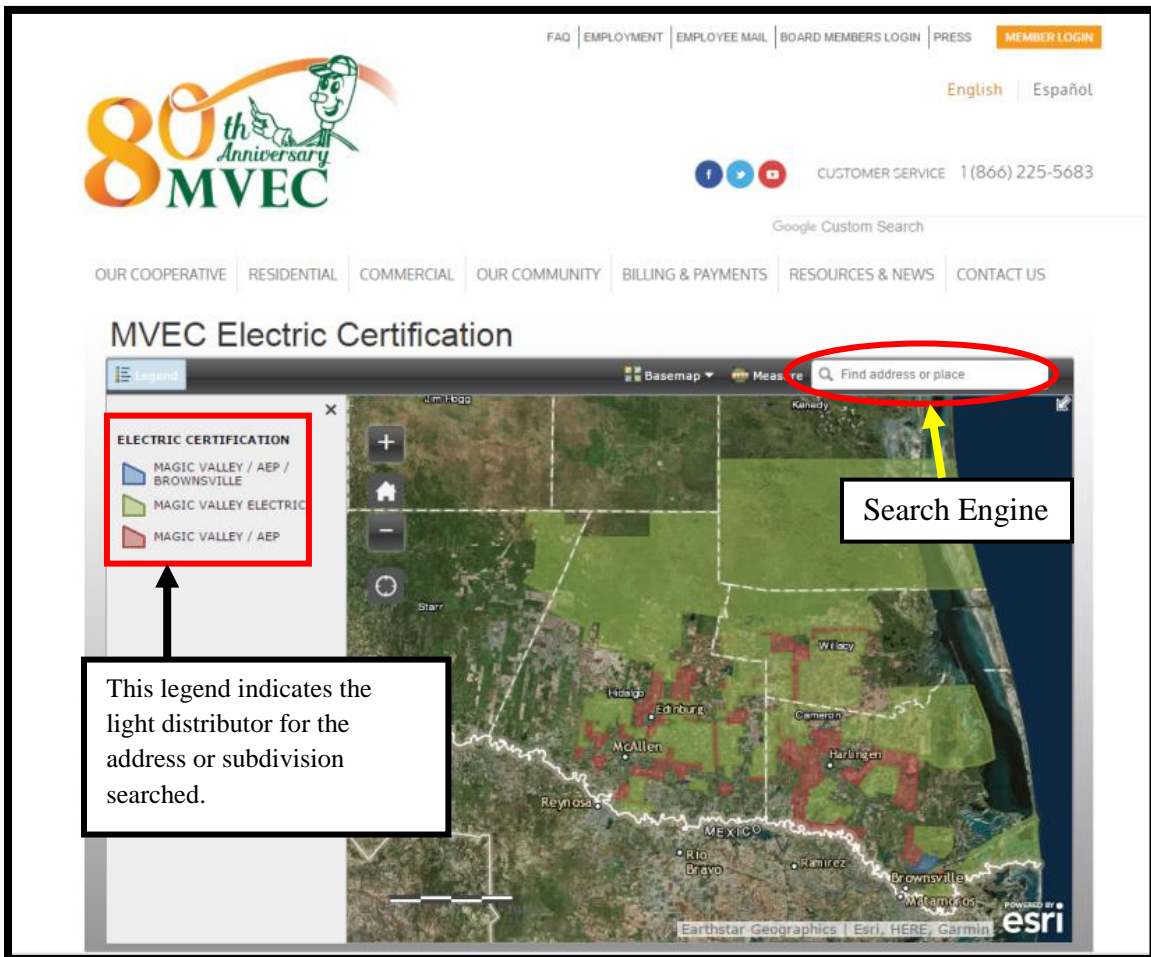 FAQ EMPLOYMENT EMPLOYEE MAIL BOARD MEMBERS LOGIN PRESS MEMBER LOGIN
English Español
80th
Anniversary
MVEC
CUSTOMER SERVICE 1(866) 225-5683
Google Custom Search
OUR COOPERATIVE RESIDENTIAL COMMERCIAL OUR COMMUNITY BILLING & PAYMENTS RESOURCES & NEWS CONTACT US
MVEC Electric Certification
Legend Basemap Measure Find address or place
ELECTRIC CERTIFICATION
MAGIC VALLEY / AEP /
BROWNSVILLE
MAGIC VALLEY ELECTRIC
MAGIC VALLEY / AEP
This legend indicates the
light distributor for the
address or subdivision
searched.
Jim Hogg
Kenedy
Search Engine
Starr
Willacy
Hidalgo
Edinburg
Cameron
McAllen
Harlingen
Reynosa
MEXICO
Rio
Bravo
Ramirez
Brownsville
Matamoros
POWERED BY
esri
Earthstar Geographics | Esri, HERE, Garmin